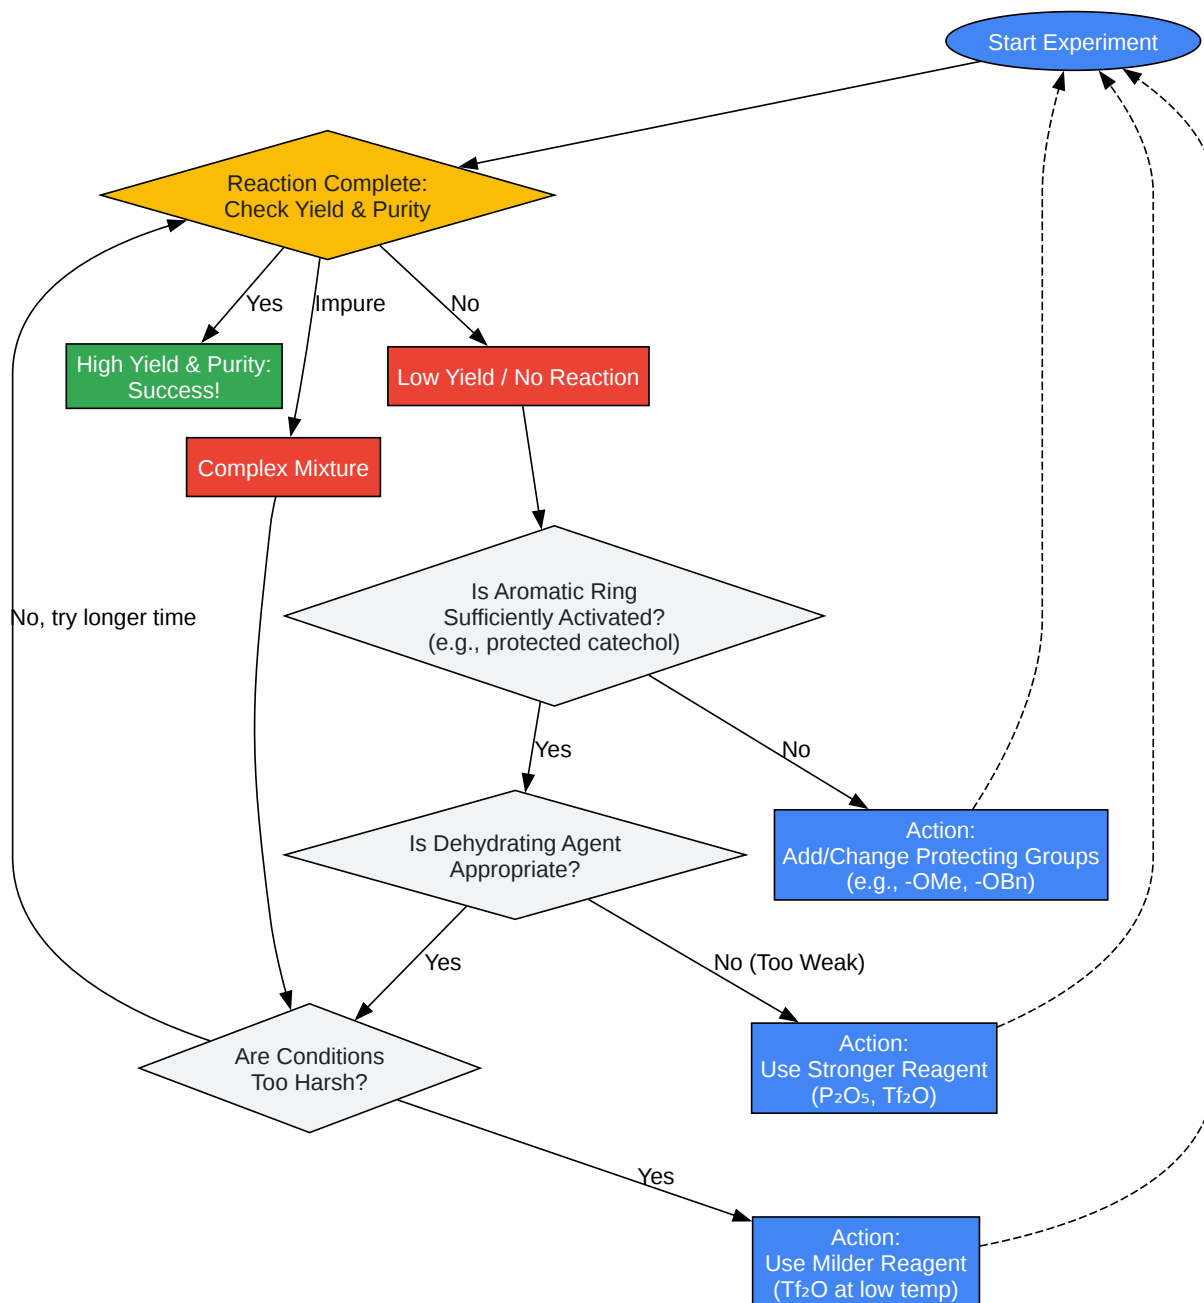 Start Experiment
Reaction Complete:
Check Yield & Purity
Yes
Impure
No
High Yield & Purity:
Success!
Low Yield / No Reaction
Complex Mixture
Is Aromatic Ring
Sufficiently Activated?
(e.g., protected catechol)
No, try longer time
Yes
No
Action:
Add/Change Protecting Groups
(e.g., -OMe, -OBn)
Is Dehydrating Agent
Appropriate?
Yes
No (Too Weak)
Action:
Use Stronger Reagent
(P₂O₅, Tf₂O)
Are Conditions
Too Harsh?
Yes
Action:
Use Milder Reagent
(Tf₂O at low temp)